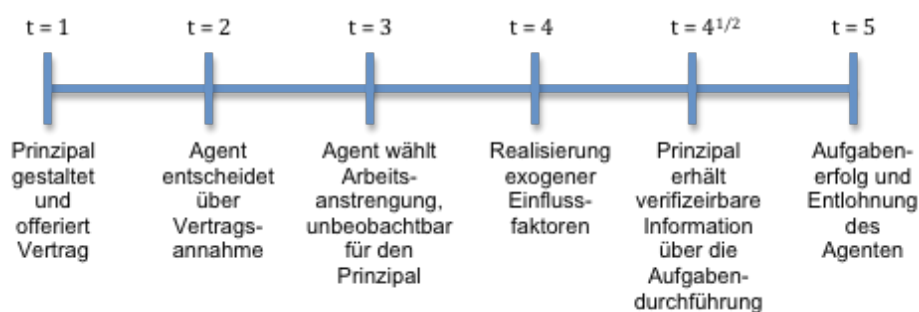 t = 1
t = 2
t = 3
t = 4
t = 4^{1/2}
t = 5
Prinzipal
gestaltet
und
offeriert
Vertrag
Agent
entscheidet
über
Vertrags-
annahme
Agent wählt
Arbeits-
anstrengung,
unbeobachtbar
für den
Prinzipal
Realisierung
exogener
Einfluss-
faktoren
Prinzipal
erhält
verifizeirbare
Information
über die
Aufgaben-
durchführung
Aufgaben-
erfolg und
Entlohnung
des
Agenten